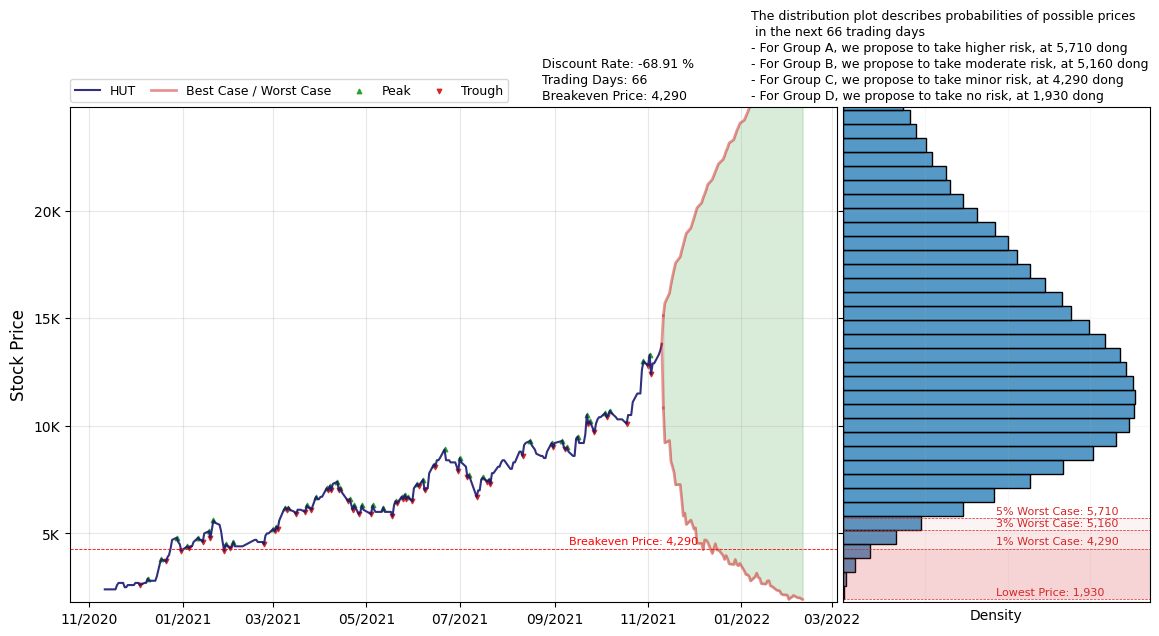 The distribution plot describes probabilities of possible prices
in the next 66 trading days
- For Group A, we propose to take higher risk, at 5,710 dong
- For Group B, we propose to take moderate risk, at 5,160 dong
- For Group C, we propose to take minor risk, at 4,290 dong
- For Group D, we propose to take no risk, at 1,930 dong
Discount Rate: -68.91 %
Trading Days: 66
Breakeven Price: 4,290
HUT Best Case / Worst Case Peak Trough
Stock Price
20K
15K
10K
5K
Breakeven Price: 4,290
5% Worst Case: 5,710
3% Worst Case: 5,160
1% Worst Case: 4,290
Lowest Price: 1,930
11/2020 01/2021 03/2021 05/2021 07/2021 09/2021 11/2021 01/2022 03/2022
Density